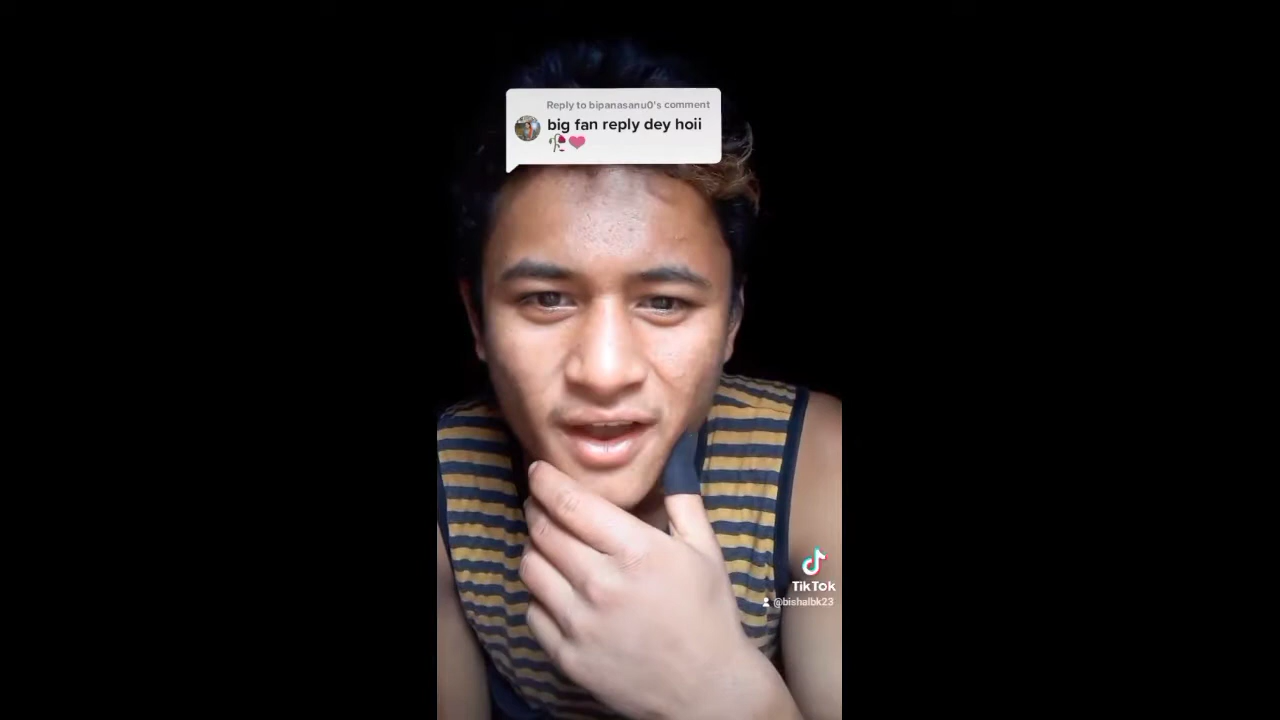 Reply to bipanasanu0's comment
big fan reply dey hoii
🥀❤
TikTok
@bishalbk23